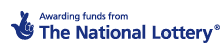 Awarding funds from
The National Lottery®